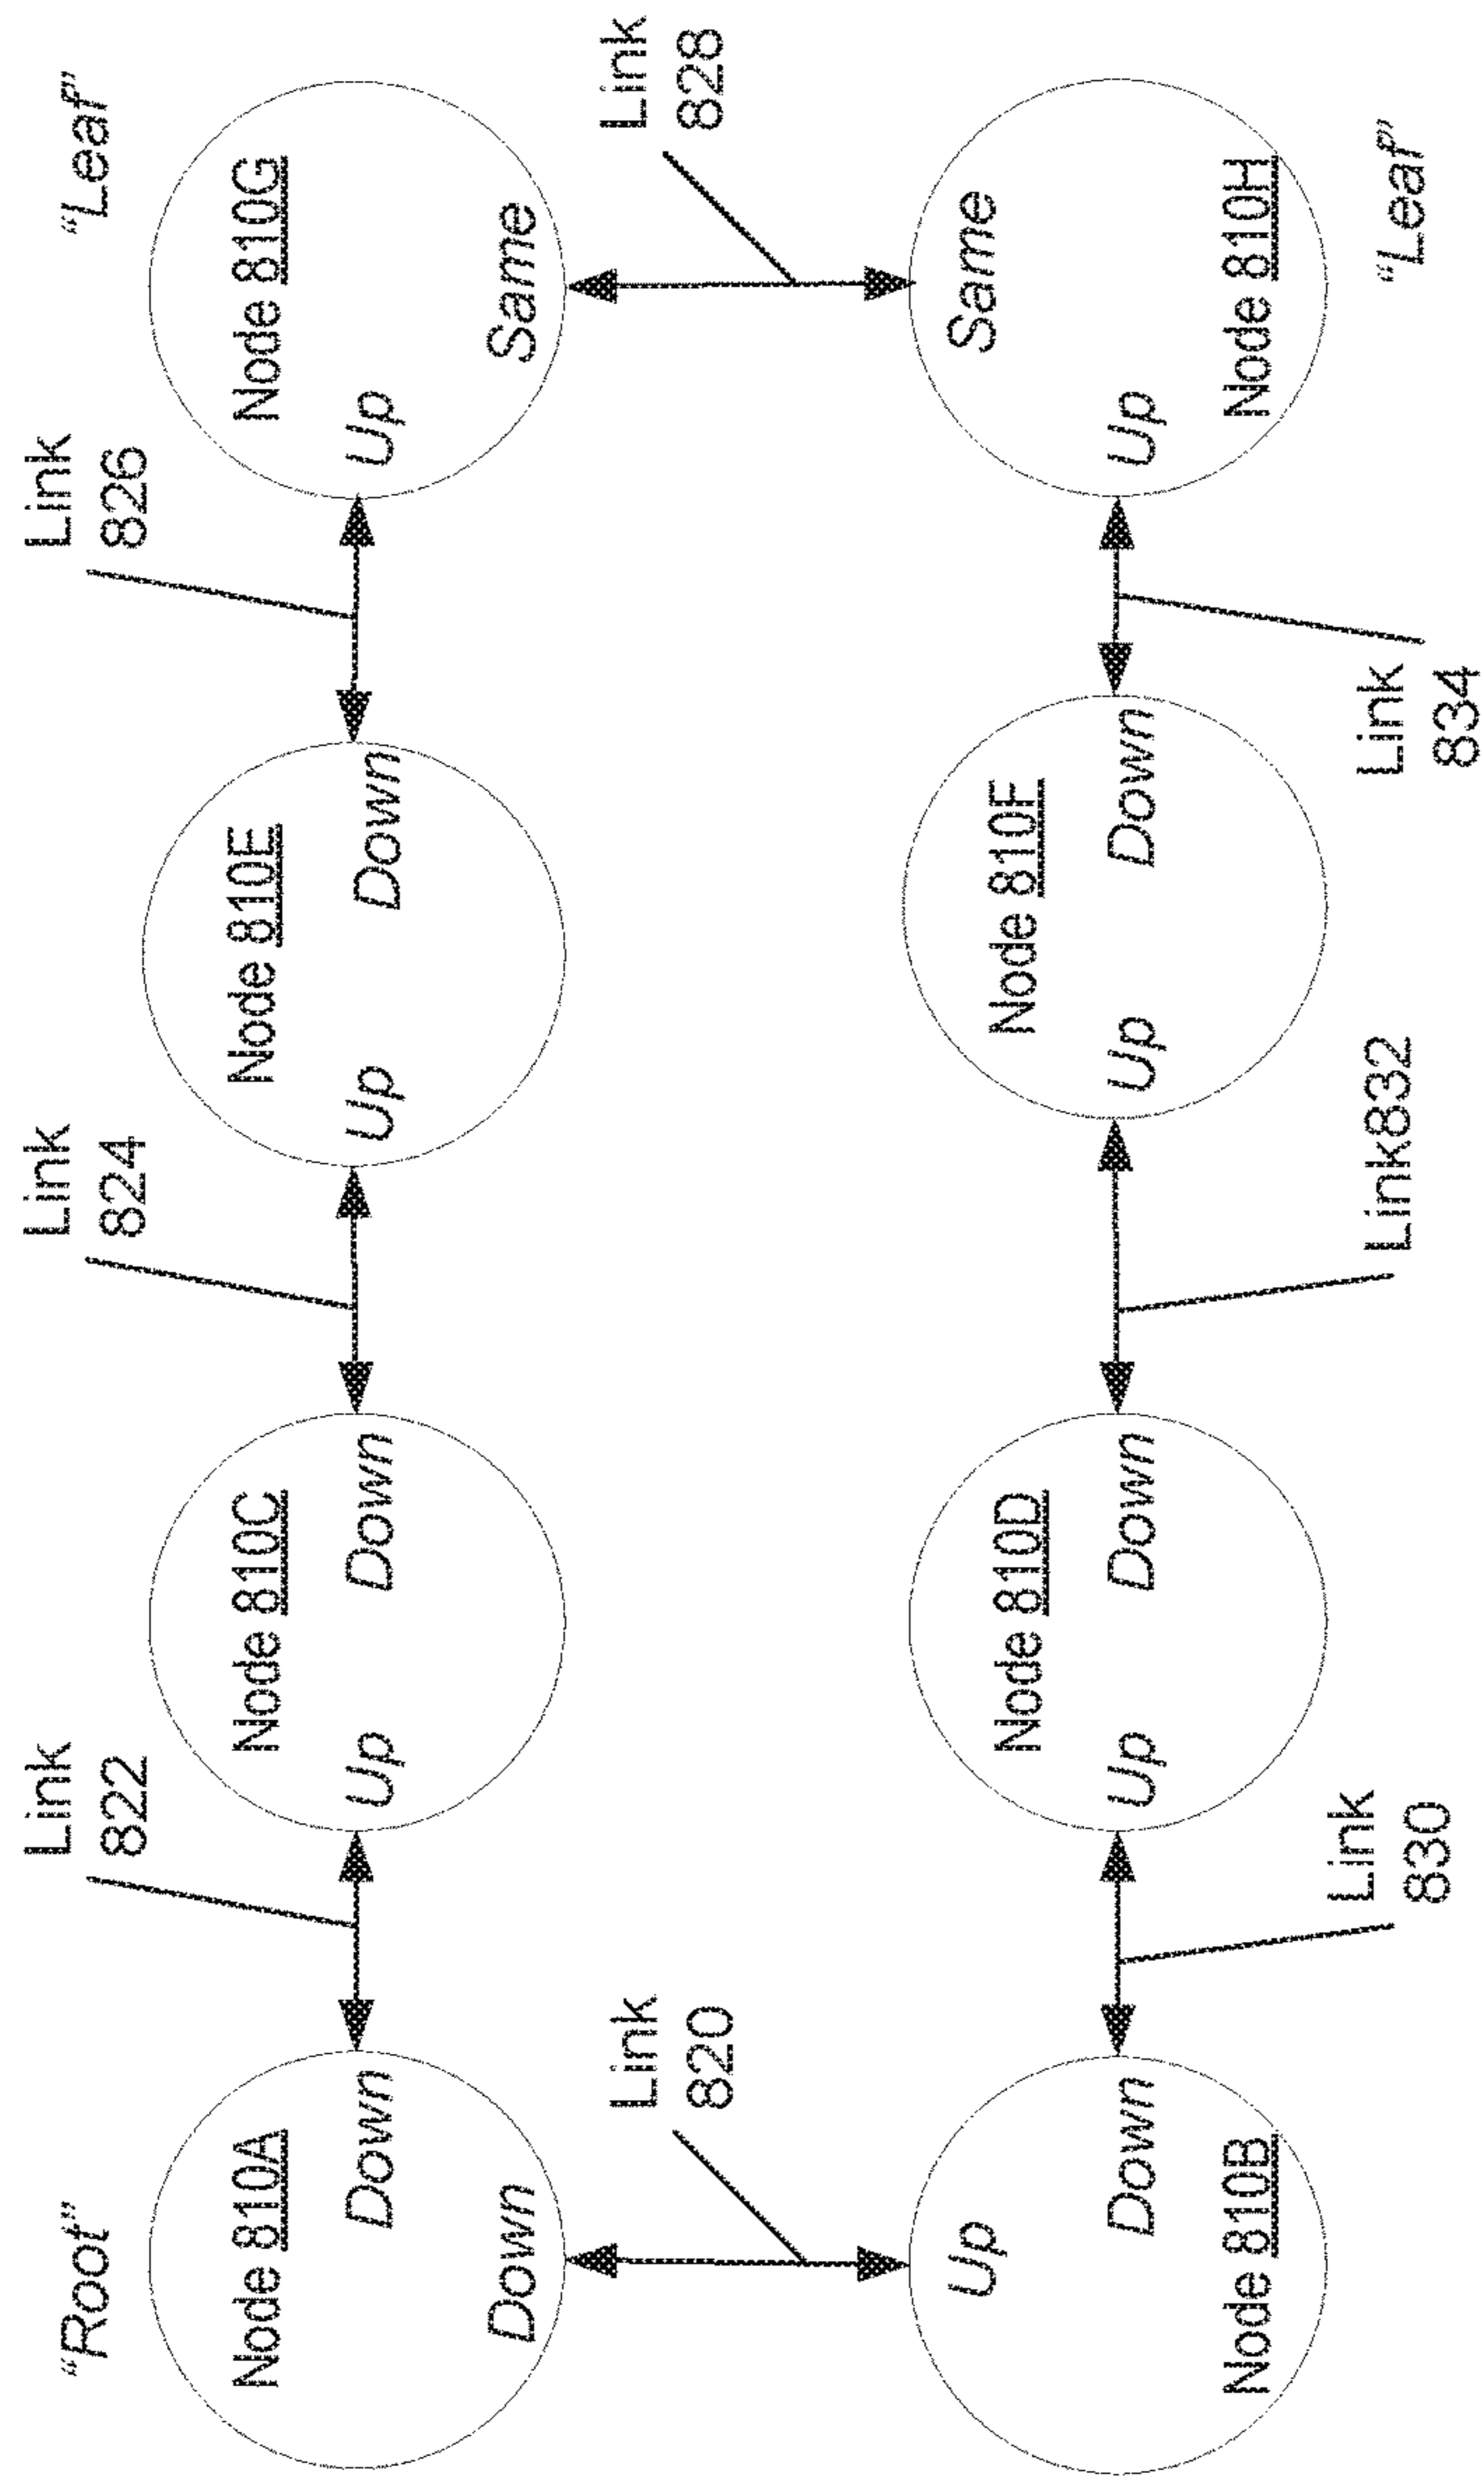 “Root”
Node 810A
Down
Down
Link
822
Node 810C
Up
Down
Link
824
Node 810E
Up
Down
Link
826
“Leaf”
Node 810G
Up
Same
Link
820
Link
828
Up
Down
Node 810B
Link
830
Node 810D
Up
Down
Link832
Node 810F
Up
Down
Link
834
Same
Up
Node 810H
“Leaf”